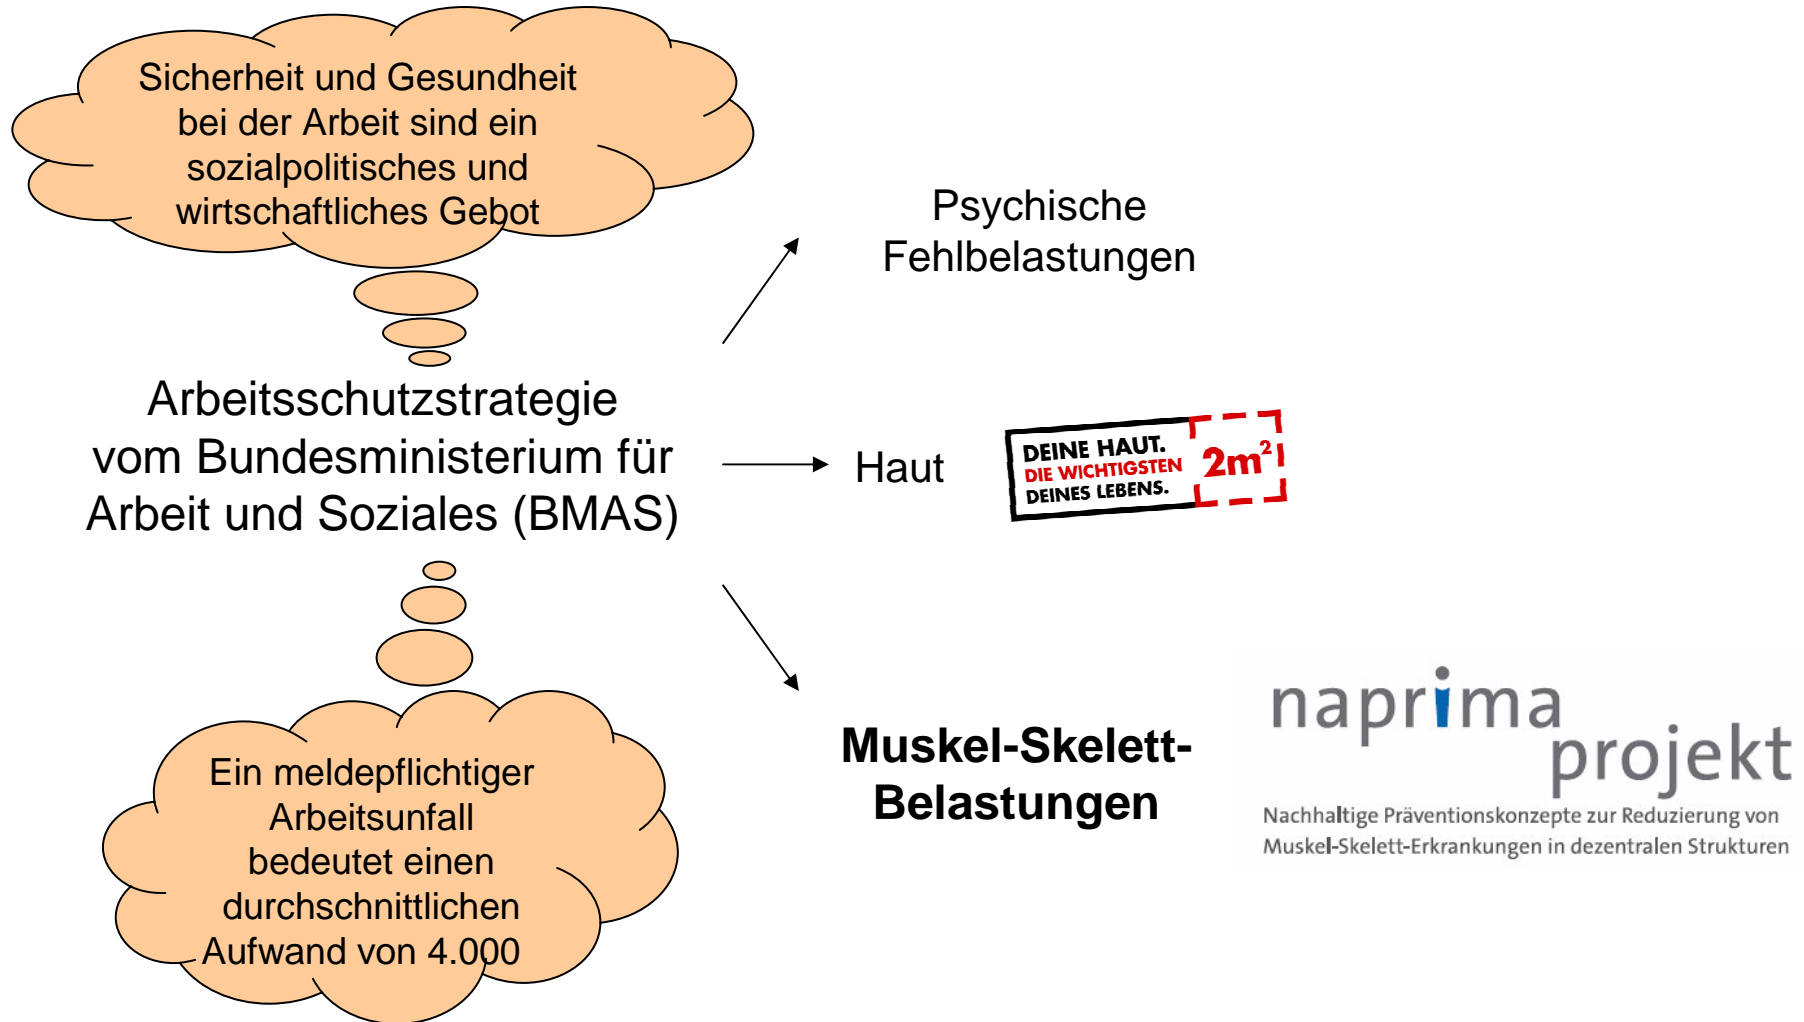 Sicherheit und Gesundheit
bei der Arbeit sind ein
sozialpolitisches und
wirtschaftliches Gebot
Psychische
Fehlbelastungen
Arbeitsschutzstrategie
vom Bundesministerium für
Arbeit und Soziales (BMAS)
Haut
DEINE HAUT.
DIE WICHTIGSTEN
DEINES LEBENS.
2m²
Muskel-Skelett-
Belastungen
naprima
projekt
Nachhaltige Präventionskonzepte zur Reduzierung von
Muskel-Skelett-Erkrankungen in dezentralen Strukturen
Ein meldepflichtiger
Arbeitsunfall
bedeutet einen
durchschnittlichen
Aufwand von 4.000